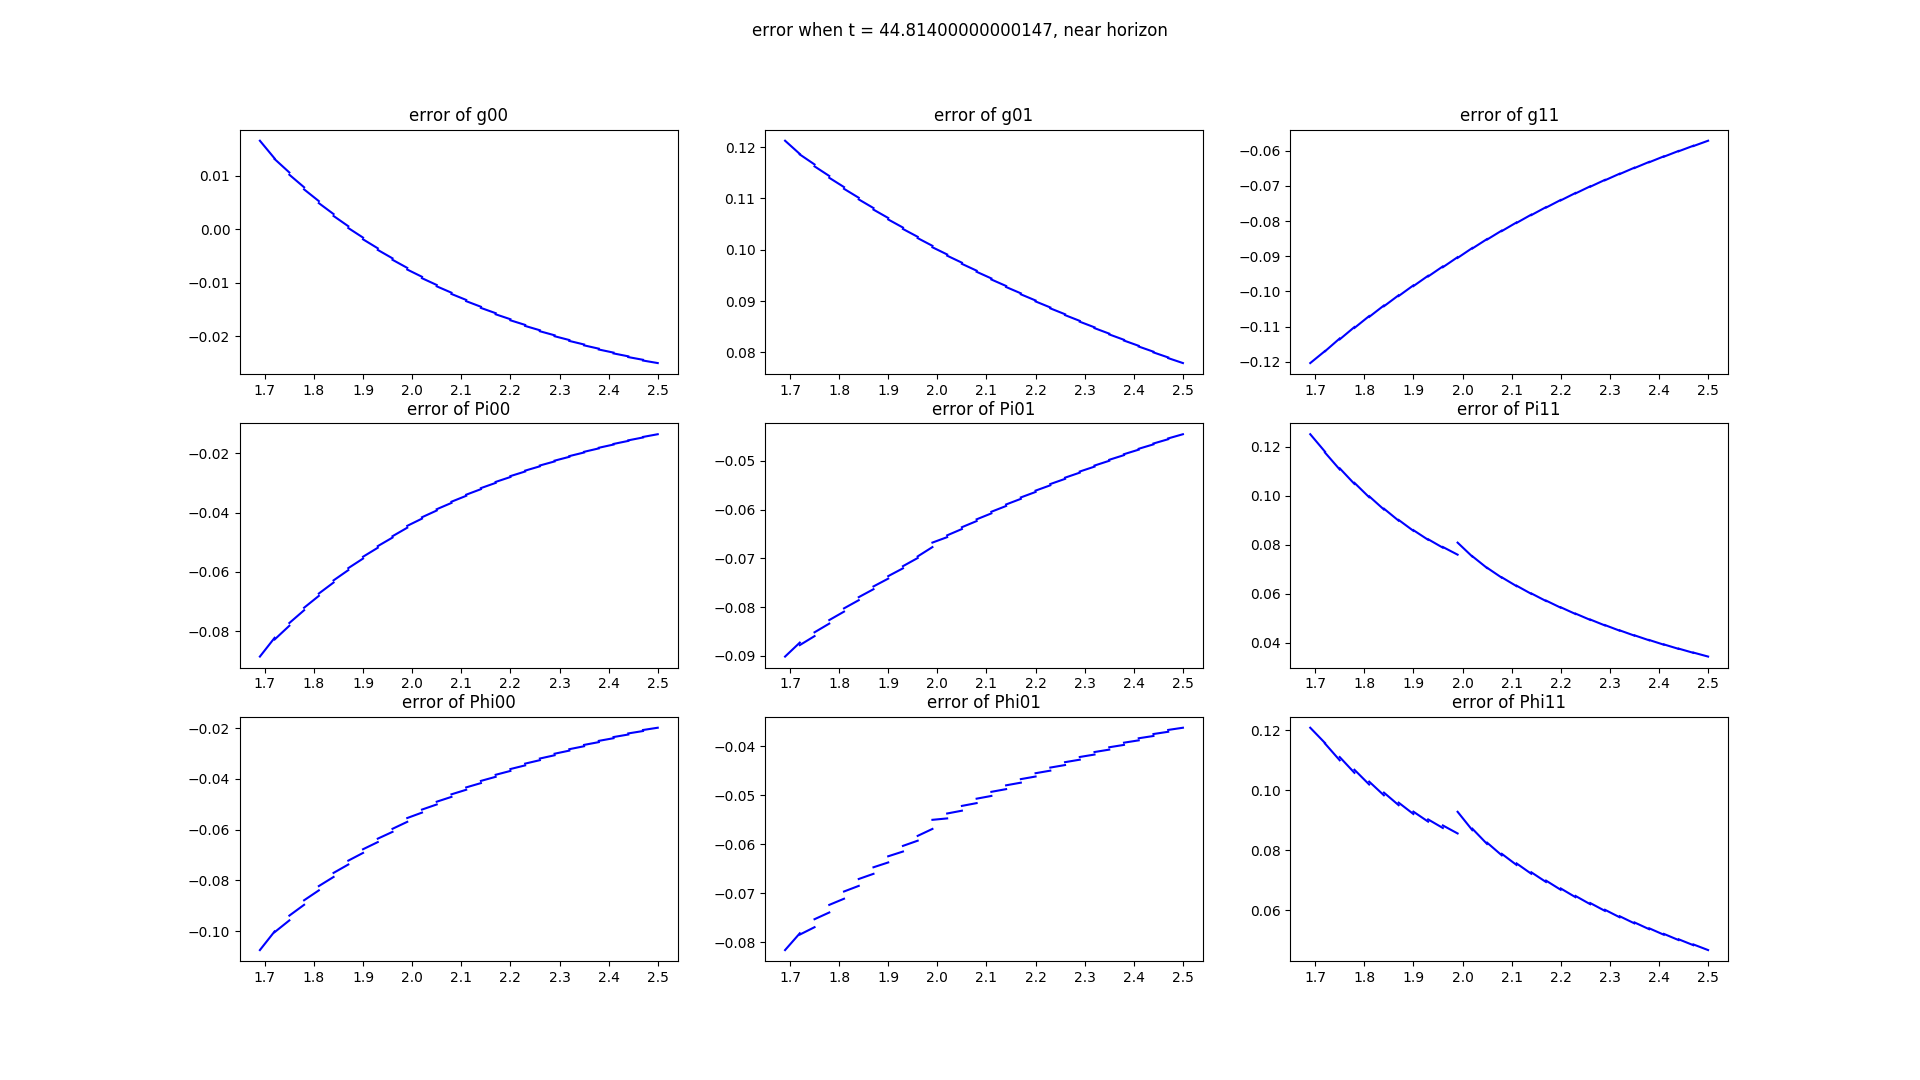 error when t = 44.81400000000147, near horizon
error of g00
error of g01
error of g11
0.01
0.00
−0.01
−0.02
1.7 1.8 1.9 2.0 2.1 2.2 2.3 2.4 2.5
0.12
0.11
0.10
0.09
0.08
1.7 1.8 1.9 2.0 2.1 2.2 2.3 2.4 2.5
−0.06
−0.07
−0.08
−0.09
−0.10
−0.11
−0.12
1.7 1.8 1.9 2.0 2.1 2.2 2.3 2.4 2.5
error of Pi00
error of Pi01
error of Pi11
−0.02
−0.04
−0.06
−0.08
1.7 1.8 1.9 2.0 2.1 2.2 2.3 2.4 2.5
−0.05
−0.06
−0.07
−0.08
−0.09
1.7 1.8 1.9 2.0 2.1 2.2 2.3 2.4 2.5
0.12
0.10
0.08
0.06
0.04
1.7 1.8 1.9 2.0 2.1 2.2 2.3 2.4 2.5
error of Phi00
error of Phi01
error of Phi11
−0.02
−0.04
−0.06
−0.08
−0.10
1.7 1.8 1.9 2.0 2.1 2.2 2.3 2.4 2.5
−0.04
−0.05
−0.06
−0.07
−0.08
1.7 1.8 1.9 2.0 2.1 2.2 2.3 2.4 2.5
0.12
0.10
0.08
0.06
1.7 1.8 1.9 2.0 2.1 2.2 2.3 2.4 2.5